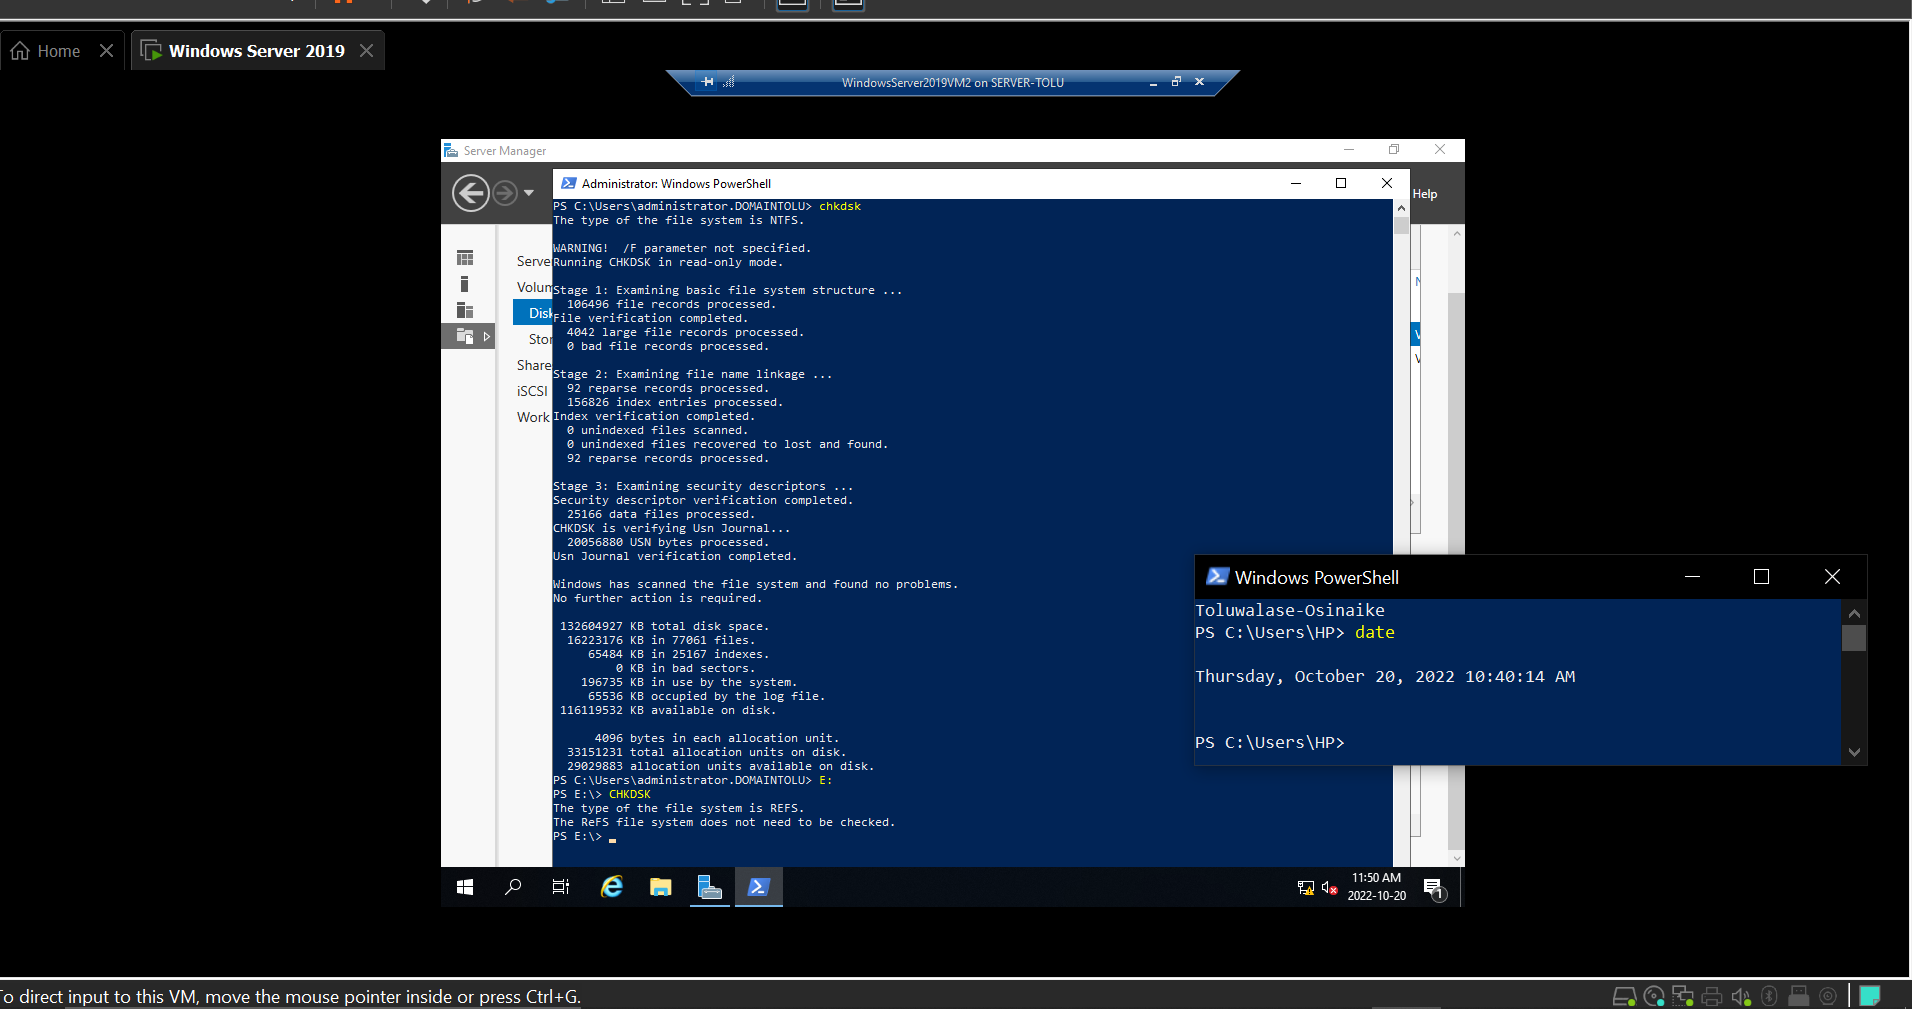 Home
Windows Server 2019
WindowsServer2019VM2 on SERVER-TOLU
Server Manager
Administrator: Windows PowerShell
Help
PS C:\Users\administrator.DOMAINTOLU> chkdsk
The type of the file system is NTFS.
WARNING!  /F parameter not specified.
Running CHKDSK in read-only mode.
Stage 1: Examining basic file system structure ...
106496 file records processed.
File verification completed.
4042 large file records processed.
0 bad file records processed.
Stage 2: Examining file name linkage ...
92 reparse records processed.
156826 index entries processed.
Index verification completed.
0 unindexed files scanned.
0 unindexed files recovered to lost and found.
92 reparse records processed.
Stage 3: Examining security descriptors ...
Security descriptor verification completed.
25166 data files processed.
CHKDSK is verifying Usn Journal...
20056880 USN bytes processed.
Usn Journal verification completed.
Windows has scanned the file system and found no problems.
No further action is required.
132604927 KB total disk space.
16223176 KB in 77061 files.
65484 KB in 25167 indexes.
0 KB in bad sectors.
196735 KB in use by the system.
65536 KB occupied by the log file.
116119532 KB available on disk.
4096 bytes in each allocation unit.
33151231 total allocation units on disk.
29029883 allocation units available on disk.
PS C:\Users\administrator.DOMAINTOLU> E:
PS E:\> CHKDSK
The type of the file system is REFS.
The ReFS file system does not need to be checked.
PS E:\>
Serve
Volum
Disk
Stor
Share
iSCSI
Work
Windows PowerShell
Toluwalase-Osinaike
PS C:\Users\HP> date
Thursday, October 20, 2022 10:40:14 AM
PS C:\Users\HP>
11:50 AM
2022-10-20
1
To direct input to this VM, move the mouse pointer inside or press Ctrl+G.